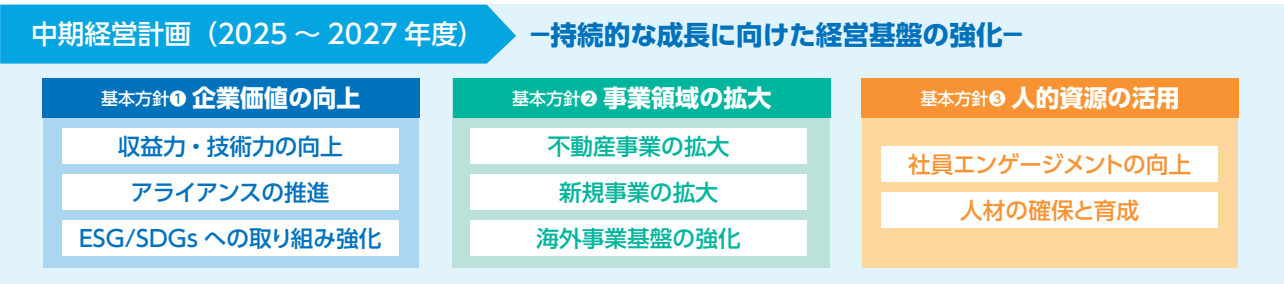 中期経営計画(2025 ~ 2027 年度)
ー持続的な成長に向けた経営基盤の強化ー
基本方針❶ 企業価値の向上
収益力・技術力の向上
アライアンスの推進
ESG/SDGs への取り組み強化
基本方針❷ 事業領域の拡大
不動産事業の拡大
新規事業の拡大
海外事業基盤の強化
基本方針❸ 人的資源の活用
社員エンゲージメントの向上
人材の確保と育成